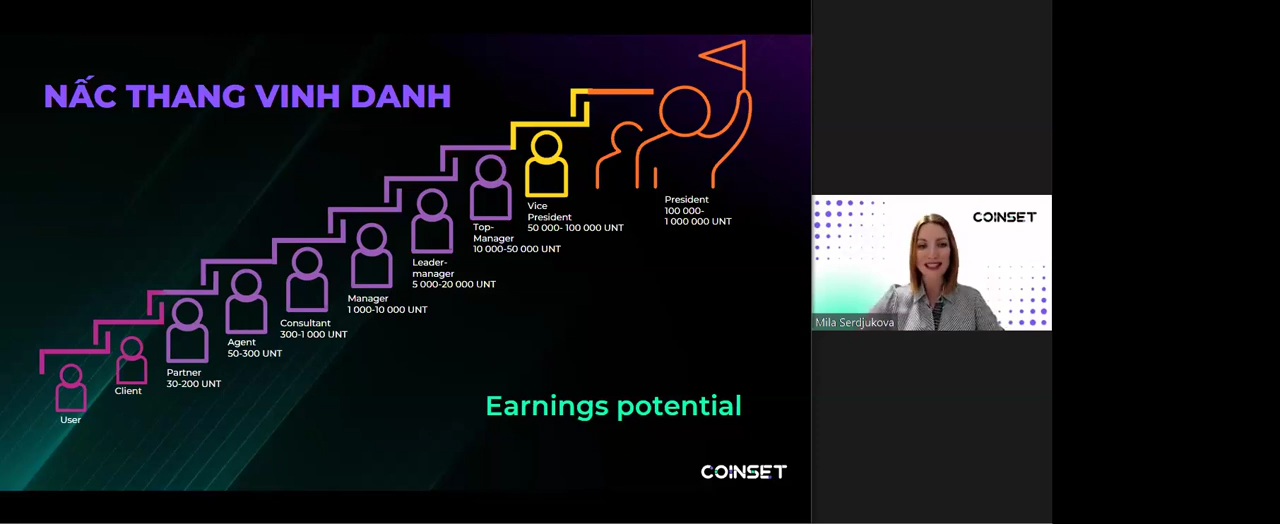 NẤC THANG VINH DANH
President
100 000-
1 000 000 UNT
Vice
President
50 000- 100 000 UNT
Top-
Manager
10 000-50 000 UNT
Leader-
manager
5 000-20 000 UNT
Manager
1 000-10 000 UNT
Consultant
300-1 000 UNT
Agent
50-300 UNT
Partner
30-200 UNT
Client
User
Earnings potential
COINSET
COINSET
Mila Serdjukova